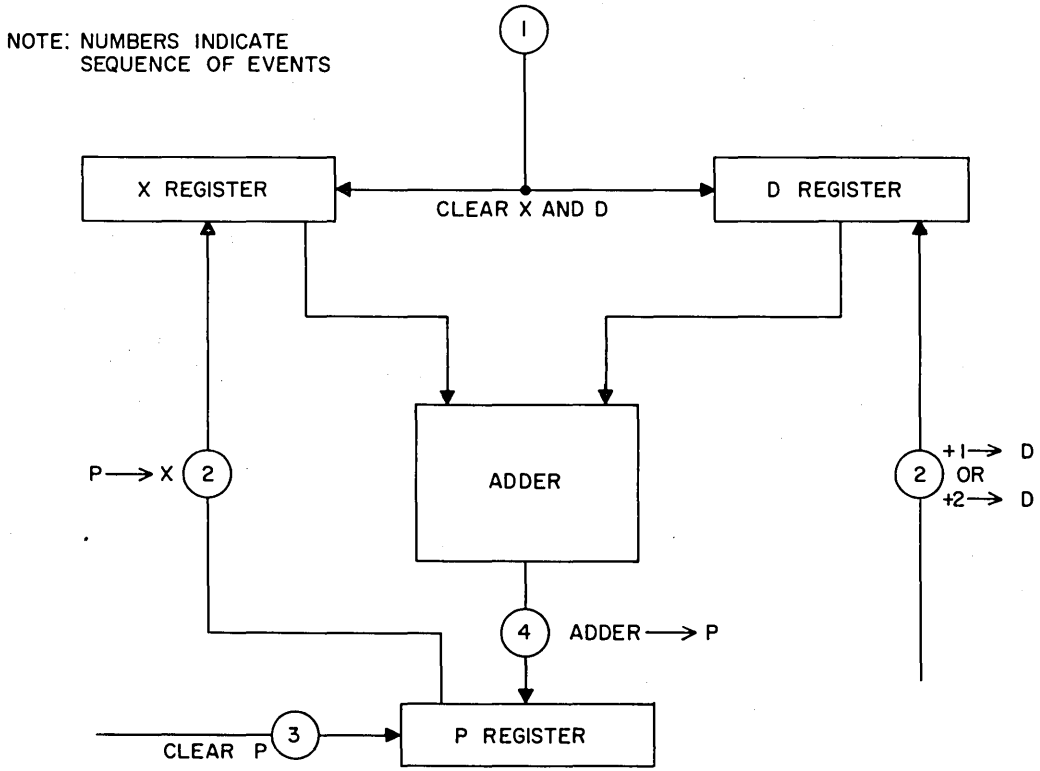 1
NOTE: NUMBERS INDICATE
SEQUENCE OF EVENTS
X REGISTER
D REGISTER
CLEAR X AND D
P → X
2
ADDER
2
+1 → D
OR
+2 → D
4
ADDER → P
3
CLEAR P
P REGISTER